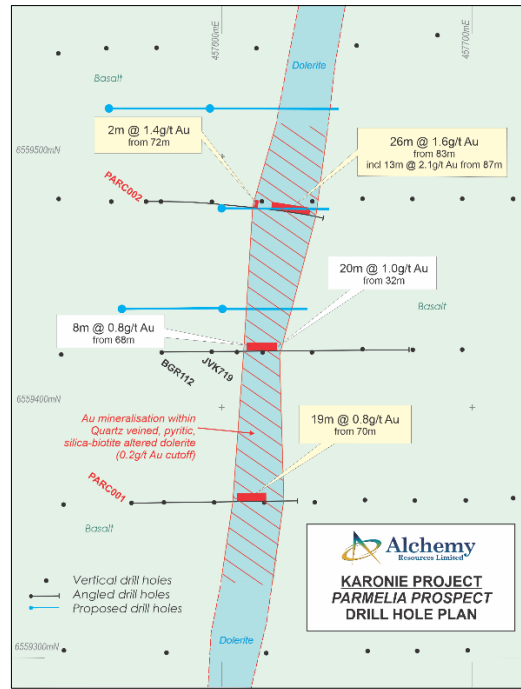 457600mE
457700mE
Dolerite
Basalt
2m @ 1.4g/t Au
from 72m
26m @ 1.6g/t Au
from 83m
incl 13m @ 2.1g/t Au from 87m
6559500mN
PARC002
20m @ 1.0g/t Au
from 32m
Basalt
8m @ 0.8g/t Au
from 68m
BGR112
JVK719
6559400mN
Au mineralisation within
Quartz veined, pyritic,
silica-biotite altered dolerite
(0.2g/t Au cutoff)
19m @ 0.8g/t Au
from 70m
PARC001
Basalt
Alchemy
Resources Limited
KARONIE PROJECT
PARMELIA PROSPECT
DRILL HOLE PLAN
Vertical drill holes
Angled drill holes
Proposed drill holes
Dolerite
6559300mN